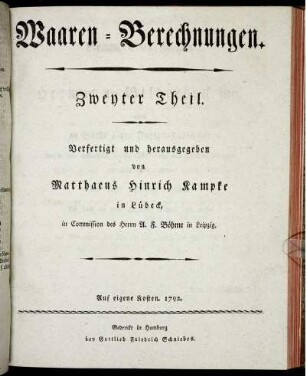 Waaren-Berechnungen.
Zweyter Theil.
Verfertigt und herausgegeben
von
Matthaeus Hinrich Kampke
in Lübeck,
in Commission des Herrn A. F. Böhme in Leipzig.
Auf eigene Kosten. 1792.
Gedruckt in Hamburg
bey Gottlieb Friedrich Schniebes.